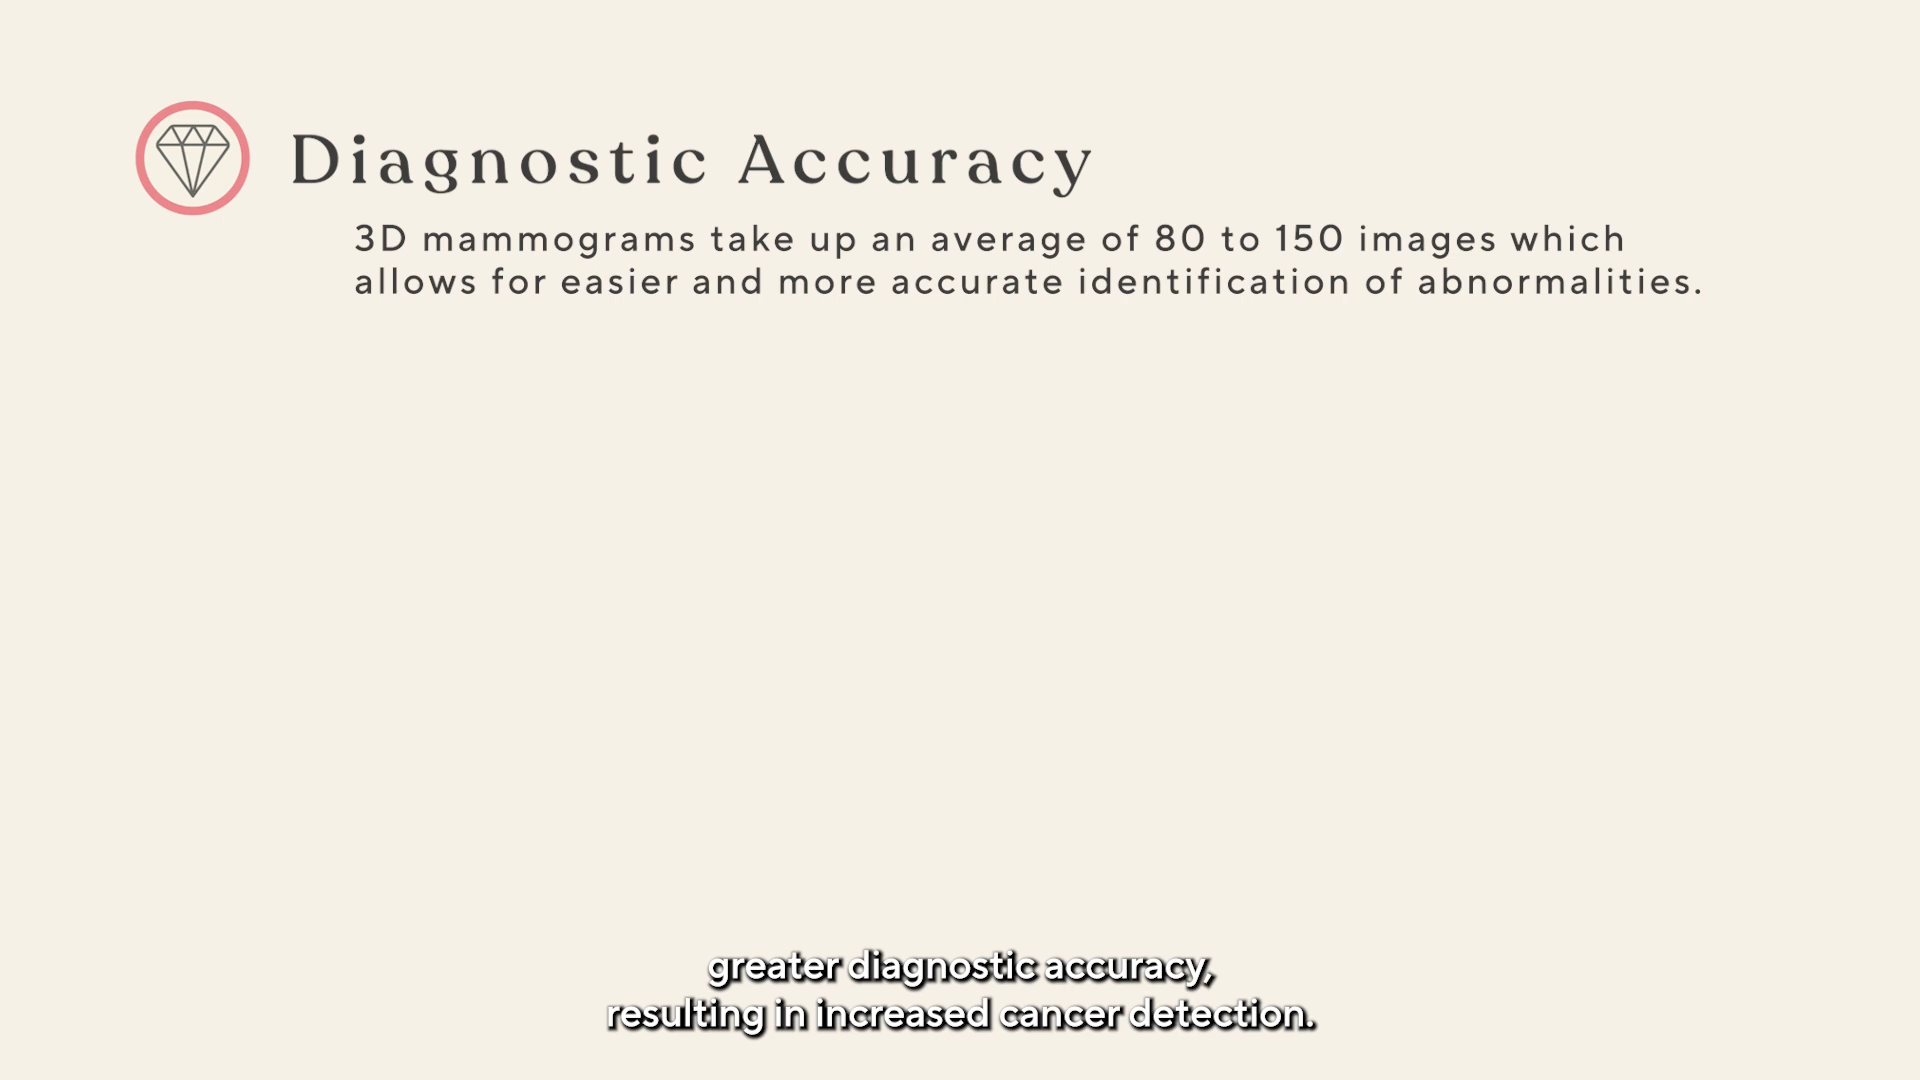 Diagnostic Accuracy
3D mammograms take up an average of 80 to 150 images which
allows for easier and more accurate identification of abnormalities.
greater diagnostic accuracy,
resulting in increased cancer detection.